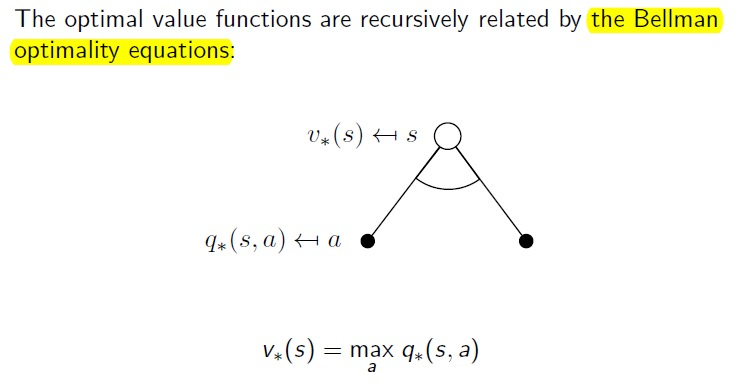 The optimal value functions are recursively related by the Bellman
optimality equations:
v∗(s) ↤ s
q∗(s, a) ↤ a
v∗(s) = max q∗(s, a)
a